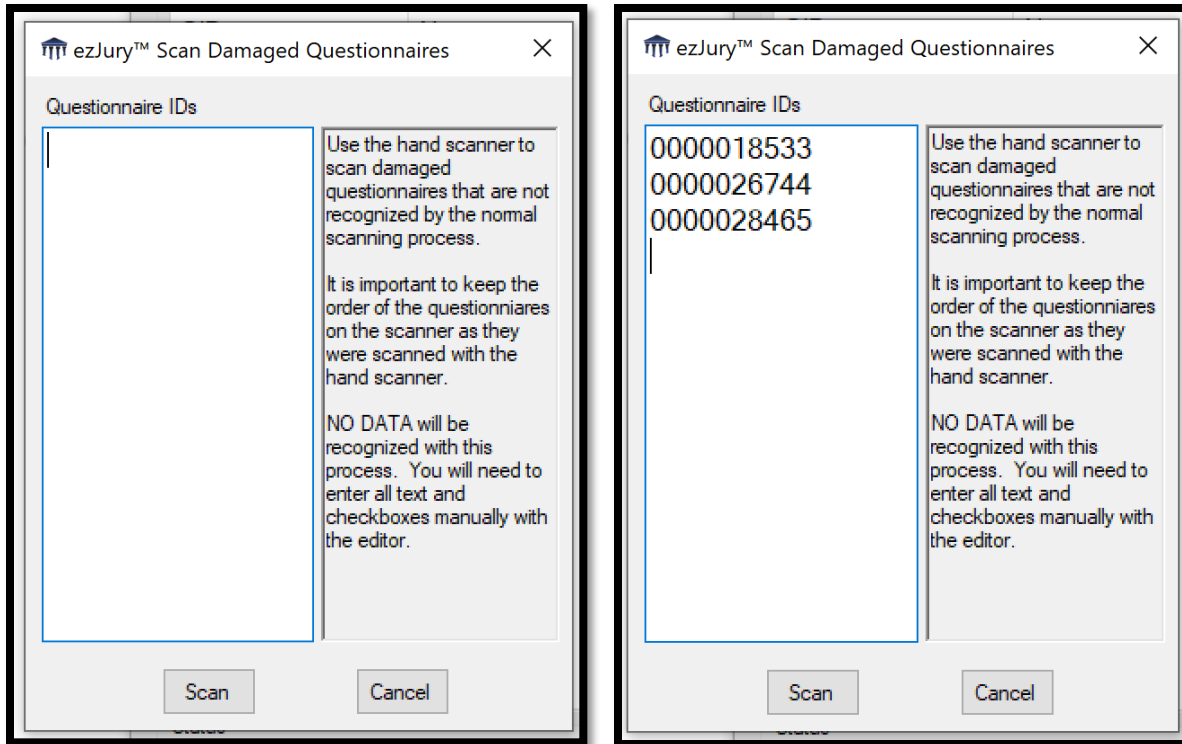 ezJury™ Scan Damaged Questionnaires
Questionnaire IDs
Use the hand scanner to
scan damaged
questionnaires that are not
recognized by the normal
scanning process.
It is important to keep the
order of the questionniares
on the scanner as they
were scanned with the
hand scanner.
NO DATA will be
recognized with this
process.  You will need to
enter all text and
checkboxes manually with
the editor.
Scan
Cancel
ezJury™ Scan Damaged Questionnaires
Questionnaire IDs
0000018533
0000026744
0000028465
Use the hand scanner to
scan damaged
questionnaires that are not
recognized by the normal
scanning process.
It is important to keep the
order of the questionniares
on the scanner as they
were scanned with the
hand scanner.
NO DATA will be
recognized with this
process.  You will need to
enter all text and
checkboxes manually with
the editor.
Scan
Cancel